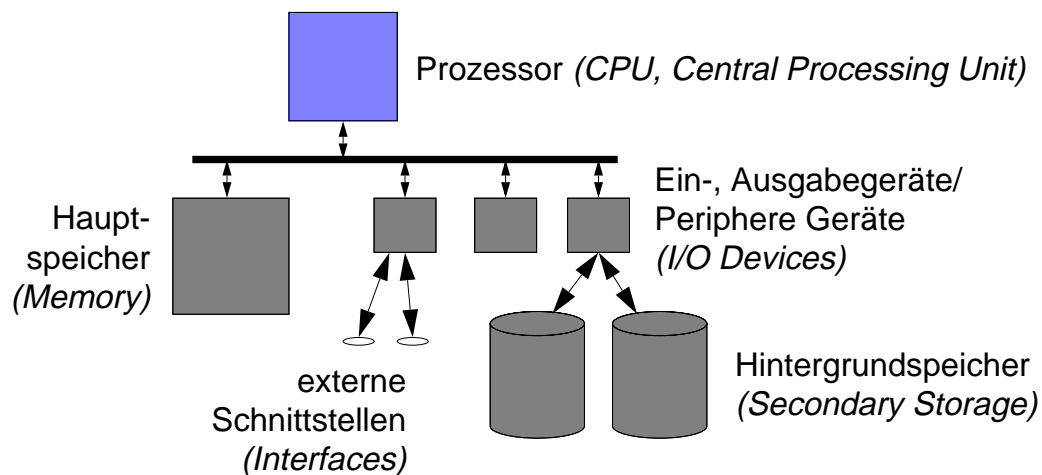 Prozessor (CPU, Central Processing Unit)
Haupt-
speicher
(Memory)
Ein-, Ausgabegeräte/
Periphere Geräte
(I/O Devices)
externe
Schnittstellen
(Interfaces)
Hintergrundspeicher
(Secondary Storage)